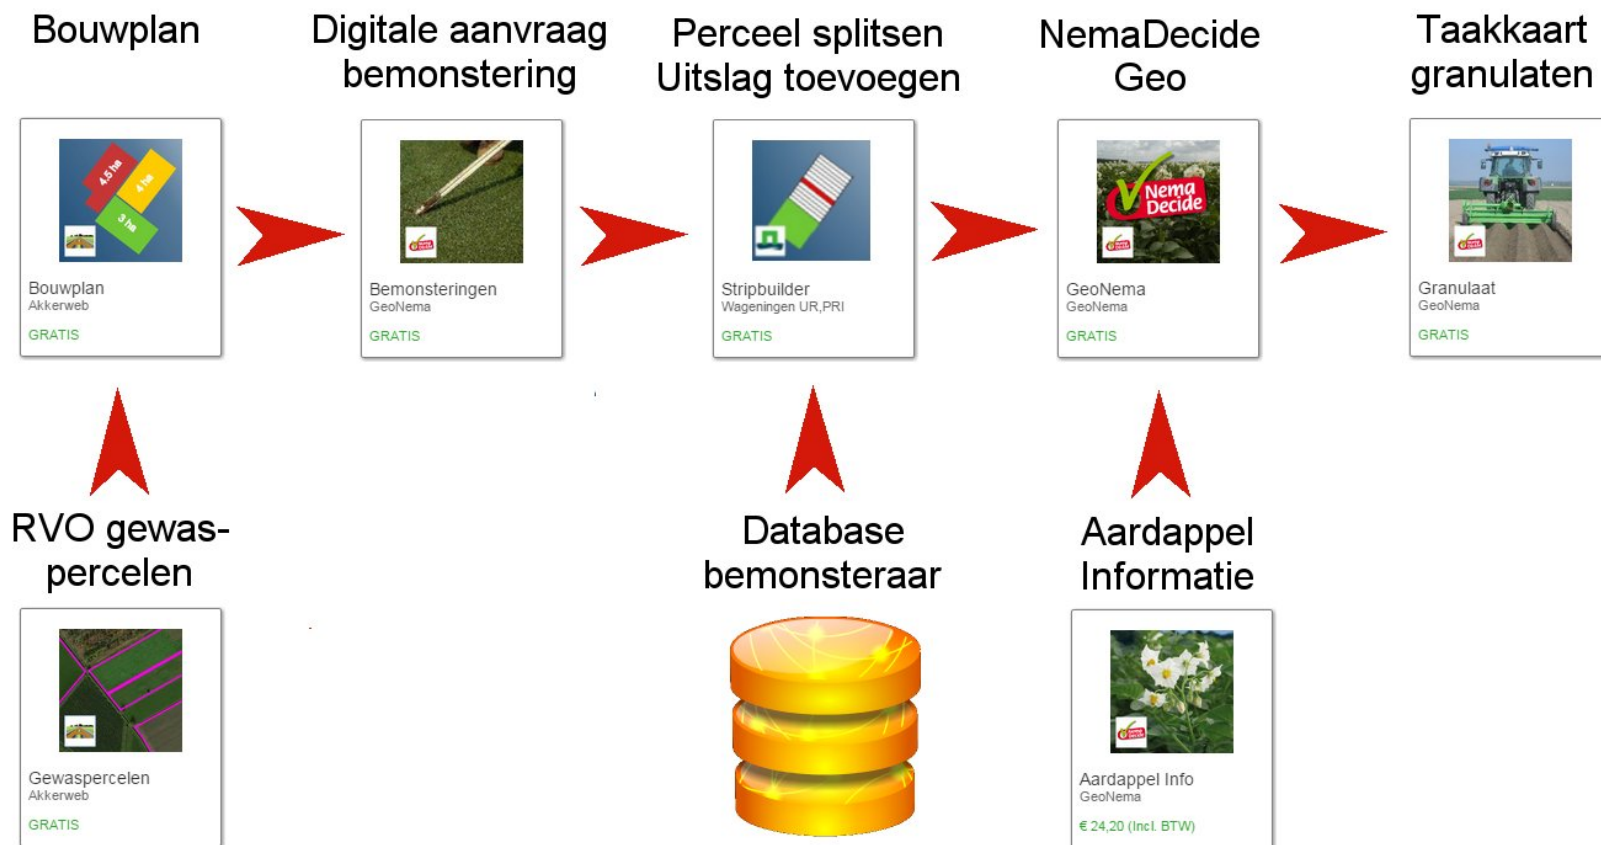 Bouwplan
Digitale aanvraag
bemonstering
Perceel splitsen
Uitslag toevoegen
NemaDecide
Geo
Taakkaart
granulaten
4,5 ha
4 ha
3 ha
Bouwplan
Akkerweb
GRATIS
Bemonsteringen
GeoNema
GRATIS
Stripbuilder
Wageningen UR,PRI
GRATIS
Nema
Decide
GeoNema
GeoNema
GRATIS
Granulaat
GeoNema
GRATIS
RVO gewas-
percelen
Database
bemonsteraar
Aardappel
Informatie
Gewaspercelen
Akkerweb
GRATIS
Aardappel Info
GeoNema
€ 24,20 (Incl. BTW)